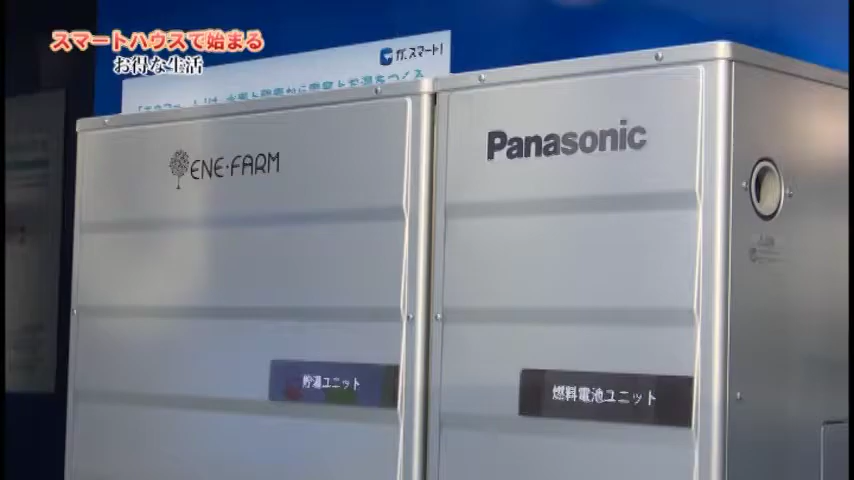 スマートハウスで始まる
お得な生活
ガ、スマート!
ENE・FARM
Panasonic
貯湯ユニット
燃料電池ユニット